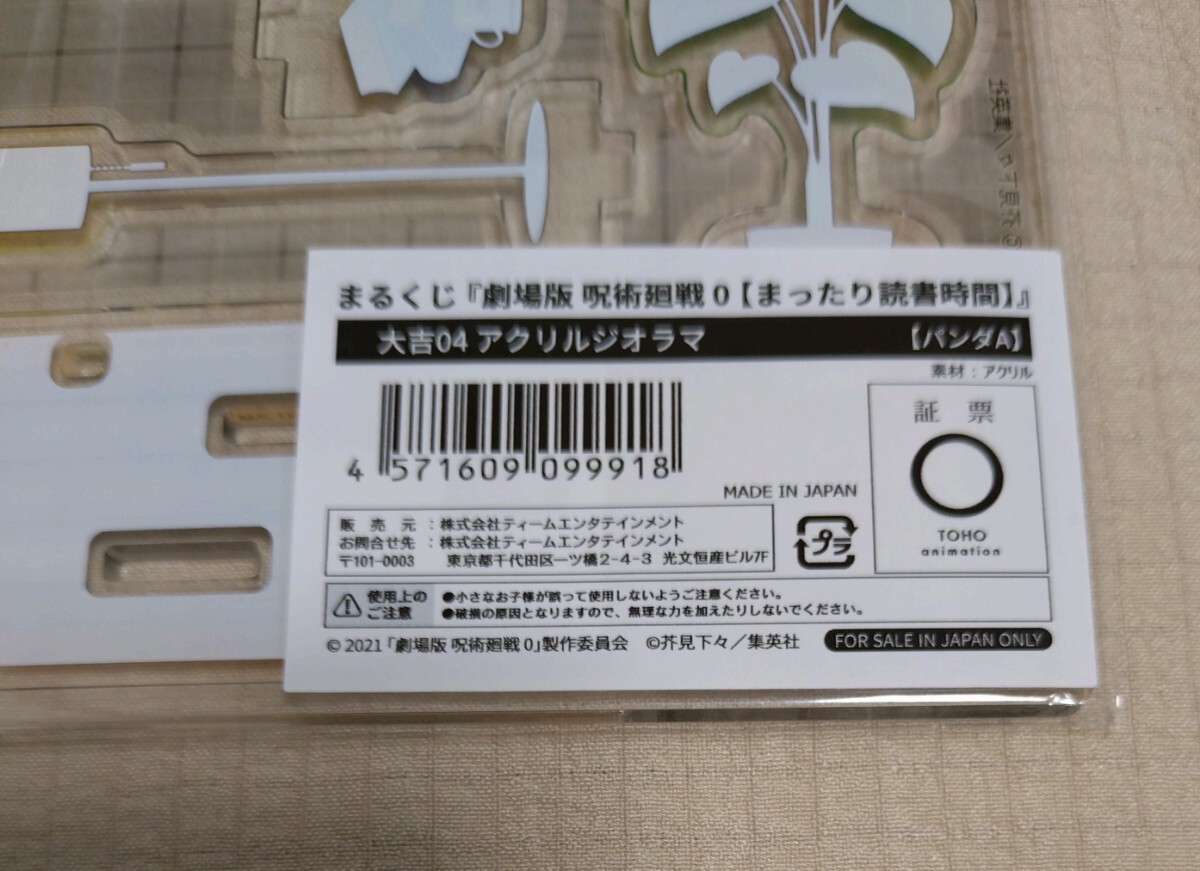 まるくじ『劇場版 呪術廻戦 0【まったり読書時間】』
大吉04 アクリルジオラマ 【パンダA】
素材：アクリル
4 571609 099918
MADE IN JAPAN
証 票
TOHO
animation
販 売 元 ：株式会社ティームエンタテインメント
お問合せ先 ：株式会社ティームエンタテインメント
〒101-0003 東京都千代田区一ツ橋2-4-3 光文恒産ビル7F
プラ
使用上の
ご注意
●小さなお子様が誤って使用しないようご注意ください。
●破損の原因となりますので、無理な力を加えたりしないでください。
© 2021「劇場版 呪術廻戦 0」製作委員会 ©芥見下々／集英社
FOR SALE IN JAPAN ONLY